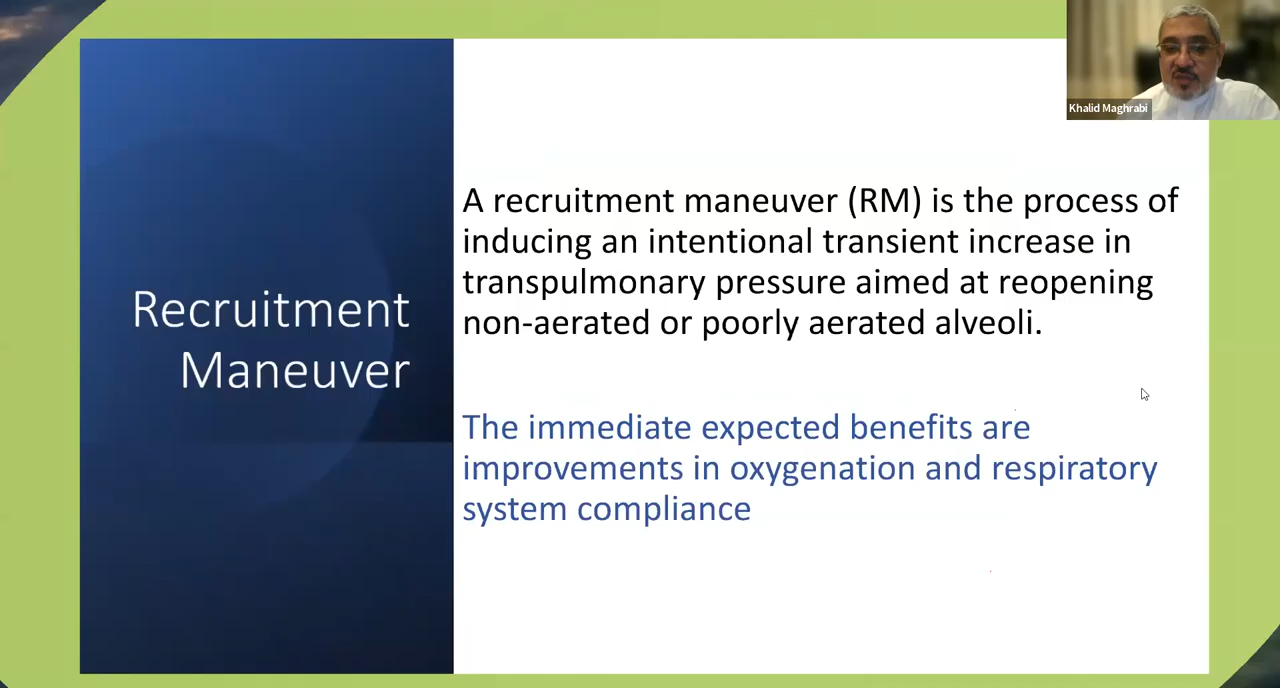 Khalid Maghrabi
Recruitment
Maneuver
A recruitment maneuver (RM) is the process of
inducing an intentional transient increase in
transpulmonary pressure aimed at reopening
non-aerated or poorly aerated alveoli.
The immediate expected benefits are
improvements in oxygenation and respiratory
system compliance